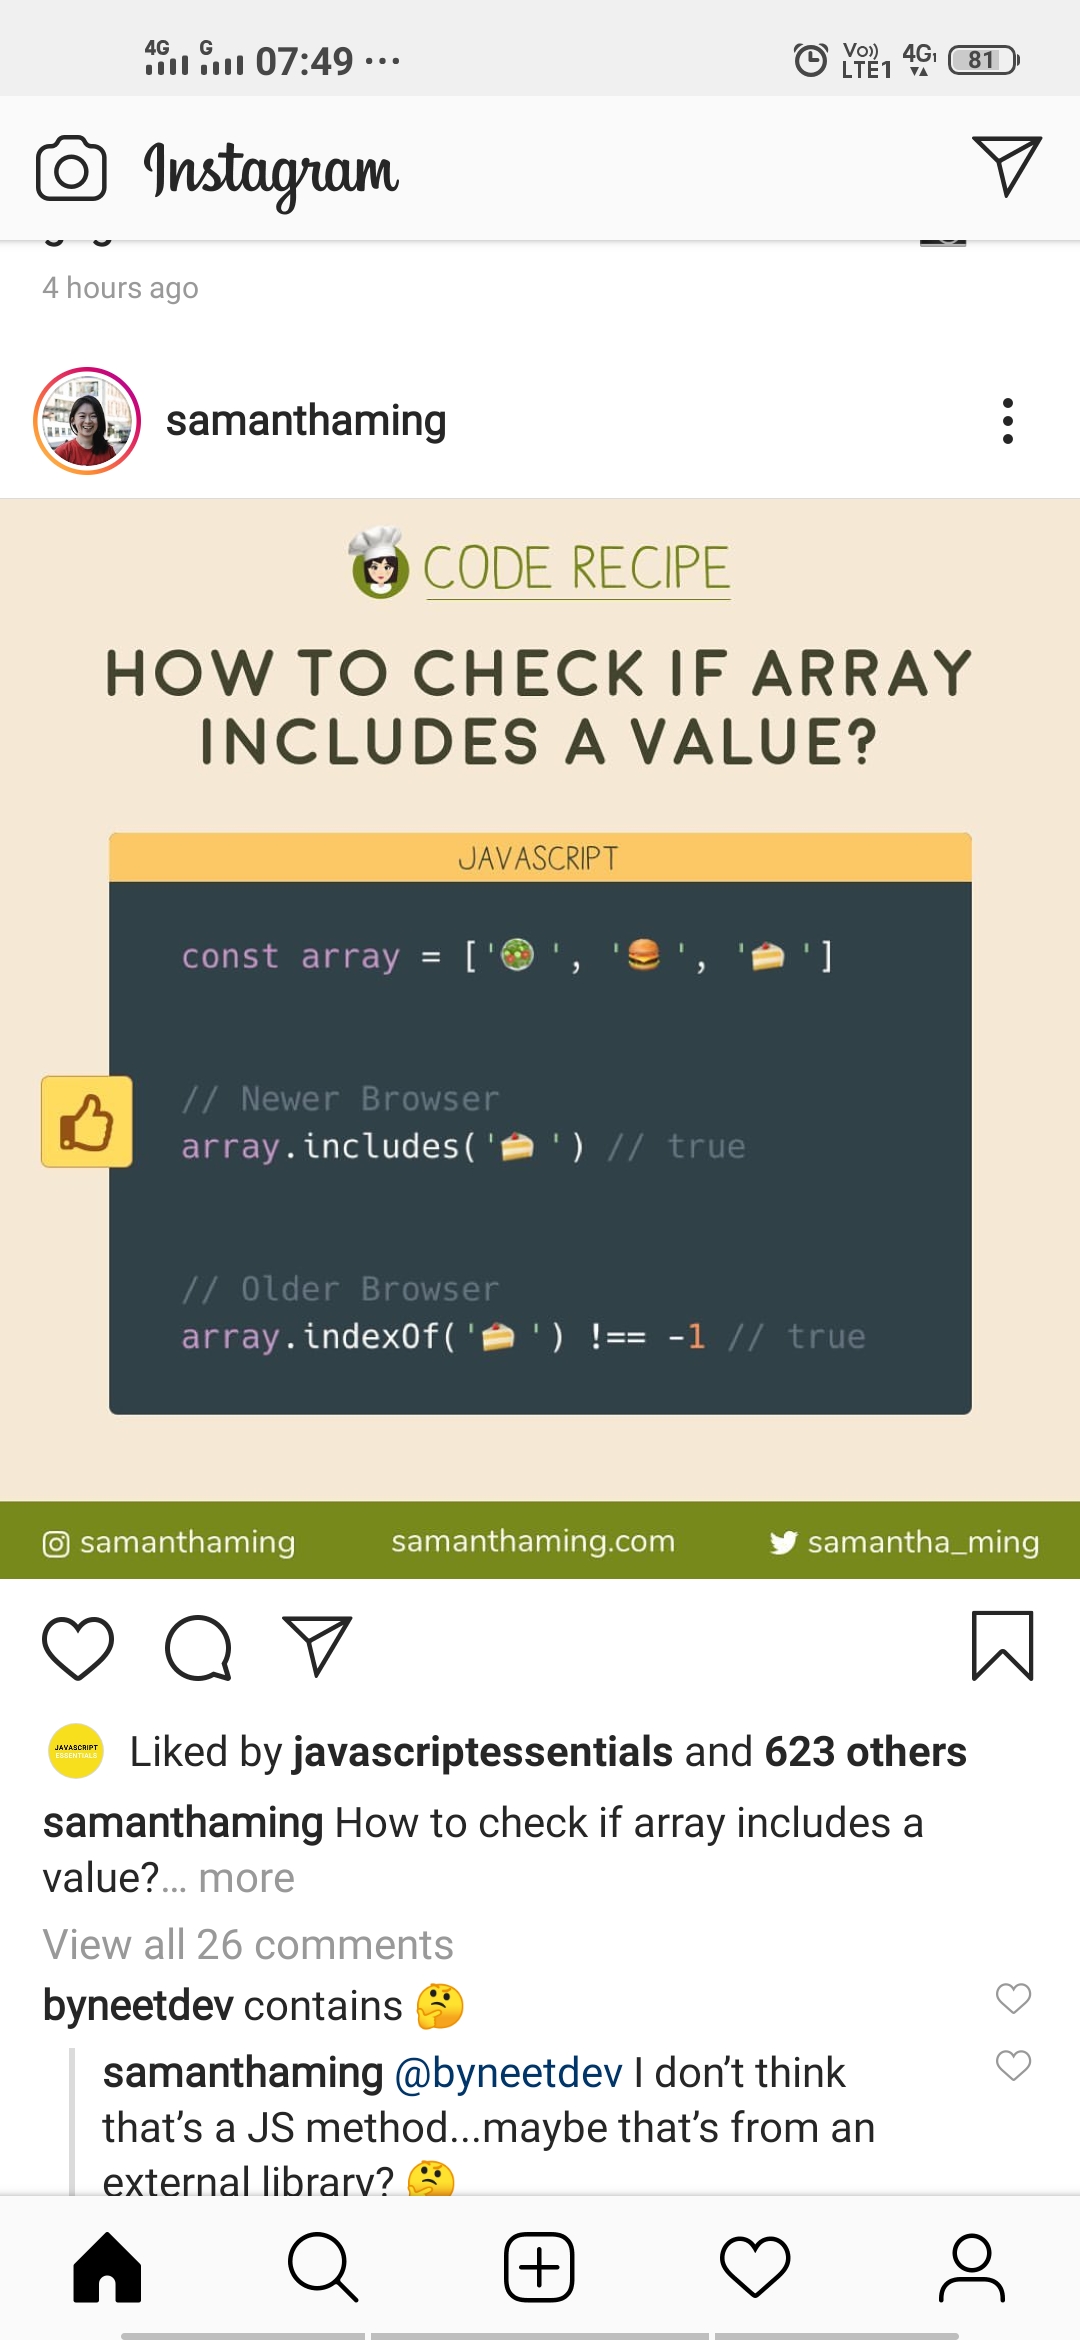 4G G 07:49 ...
Vo)) LTE1 4G1 81
Instagram
4 hours ago
samanthaming
CODE RECIPE
HOW TO CHECK IF ARRAY
INCLUDES A VALUE?
JAVASCRIPT
const array = ['🥗', '🍔', '🍰']
// Newer Browser
array.includes('🍰') // true
// Older Browser
array.indexOf('🍰') !== -1 // true
samanthaming samanthaming.com samantha_ming
JAVASCRIPT
ESSENTIALS
Liked by javascriptessentials and 623 others
samanthaming How to check if array includes a
value?... more
View all 26 comments
byneetdev contains 🤔
samanthaming @byneetdev I don’t think
that’s a JS method...maybe that’s from an
external library? 🤔